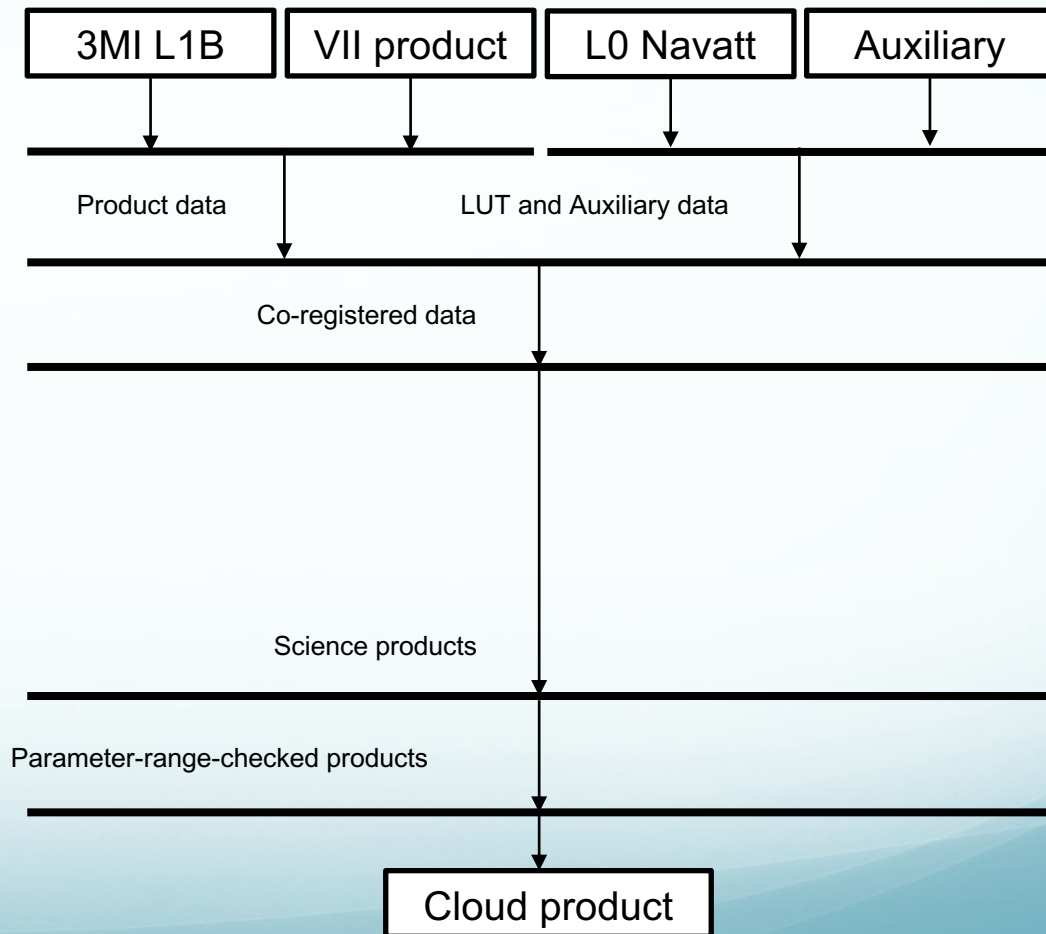 3MI L1B
VII product
L0 Navatt
Auxiliary
Product data
LUT and Auxiliary data
Co-registered data
Science products
Parameter-range-checked products
Cloud product